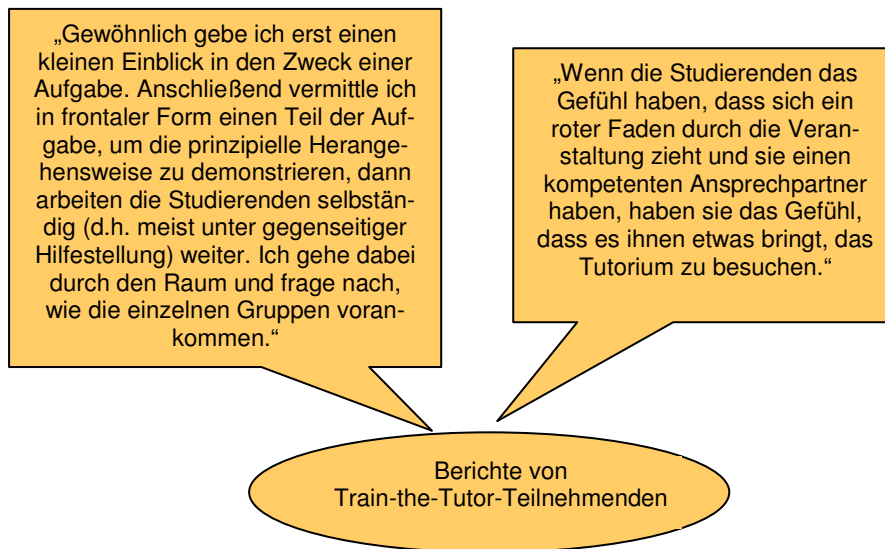 „Gewöhnlich gebe ich erst einen
kleinen Einblick in den Zweck einer
Aufgabe. Anschließend vermittle ich
in frontaler Form einen Teil der Auf-
gabe, um die prinzipielle Herange-
hensweise zu demonstrieren, dann
arbeiten die Studierenden selbstän-
dig (d.h. meist unter gegenseitiger
Hilfestellung) weiter. Ich gehe dabei
durch den Raum und frage nach,
wie die einzelnen Gruppen voran-
kommen.“
„Wenn die Studierenden das
Gefühl haben, dass sich ein
roter Faden durch die Veran-
staltung zieht und sie einen
kompetenten Ansprechpartner
haben, haben sie das Gefühl,
dass es ihnen etwas bringt, das
Tutorium zu besuchen.“
Berichte von
Train-the-Tutor-Teilnehmenden